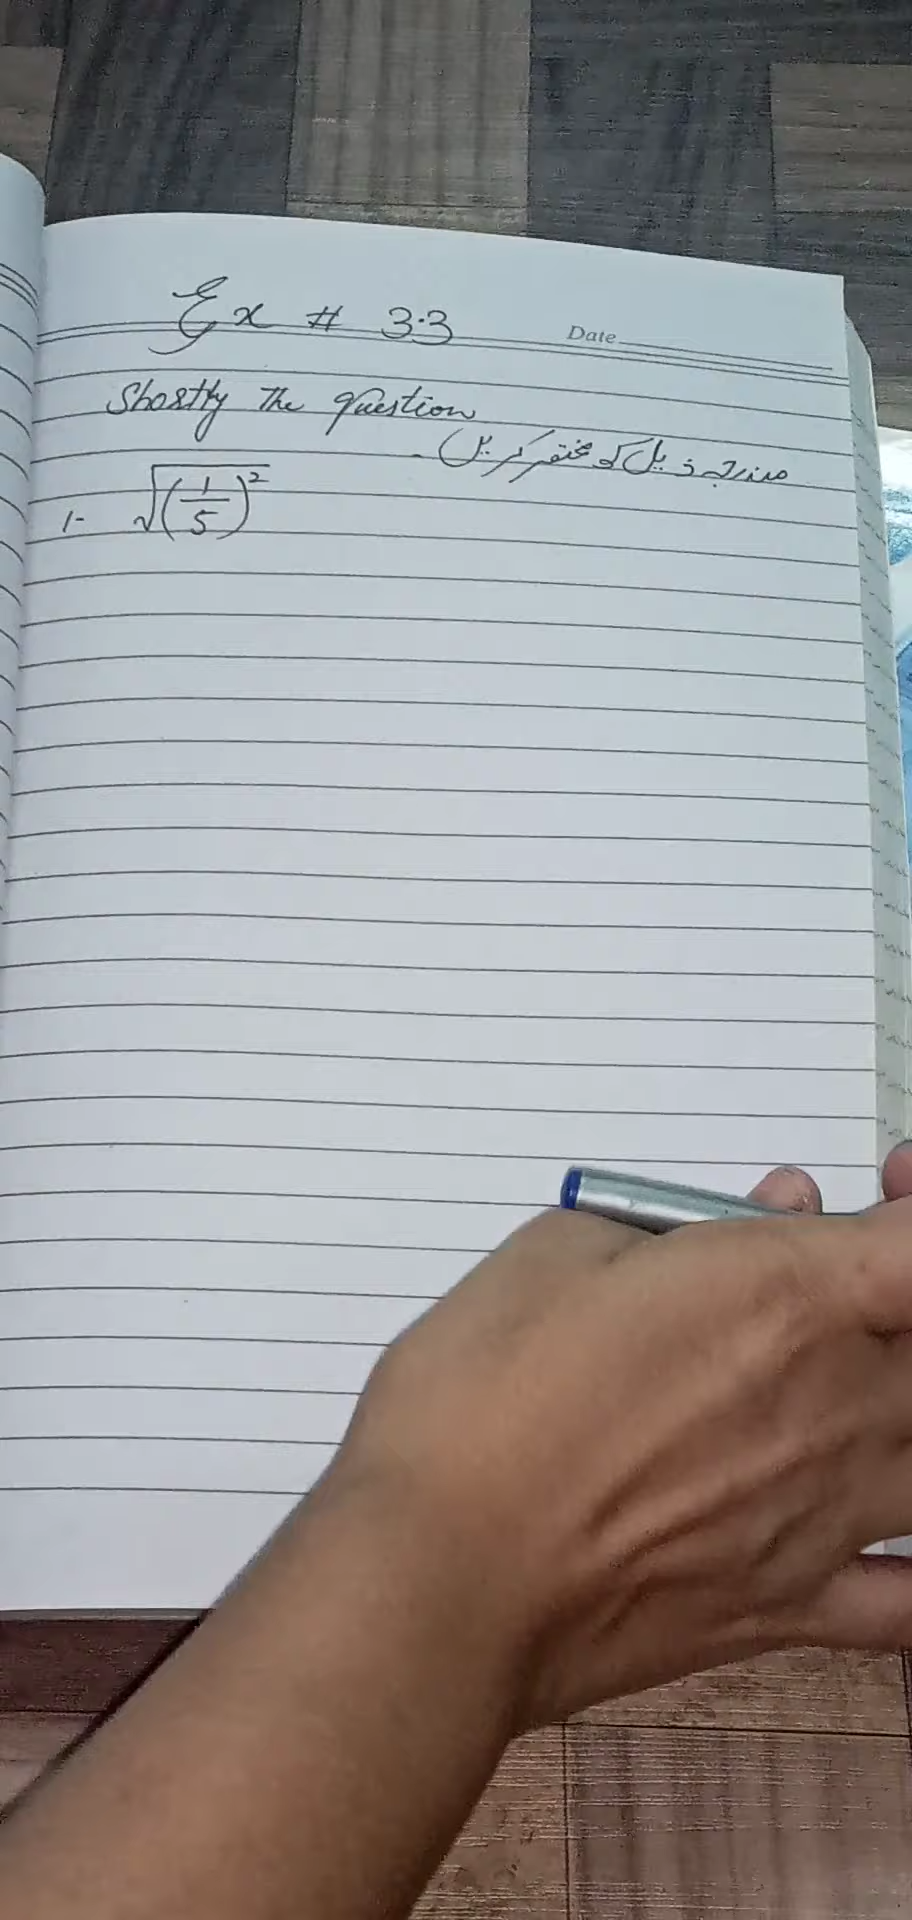 Ex # 3.3
Date
Shortly The question
مندرجہ ذیل کو مختصر کریں۔
1- √(1/5)²